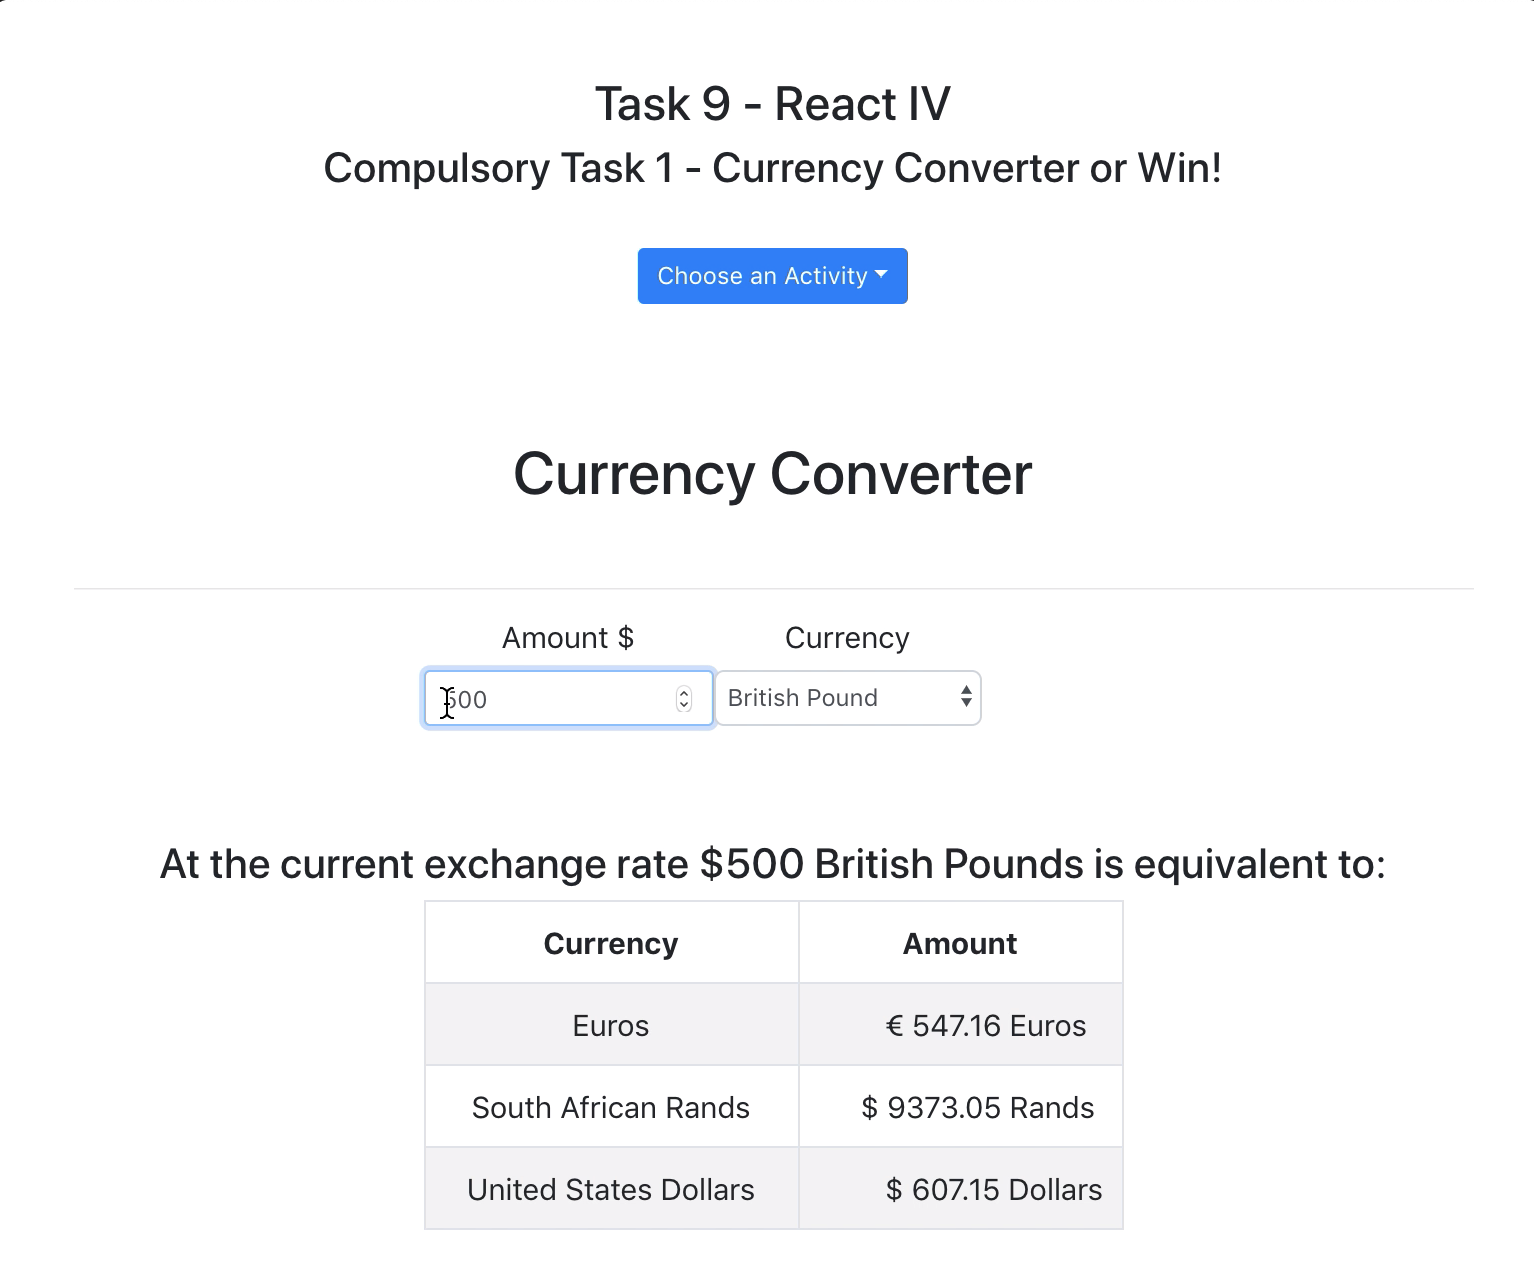 Task 9 - React IV
Compulsory Task 1 - Currency Converter or Win!
Choose an Activity
Currency Converter
Amount $ Currency
500 British Pound
At the current exchange rate $500 British Pounds is equivalent to:
Currency Amount
Euros € 547.16 Euros
South African Rands $ 9373.05 Rands
United States Dollars $ 607.15 Dollars